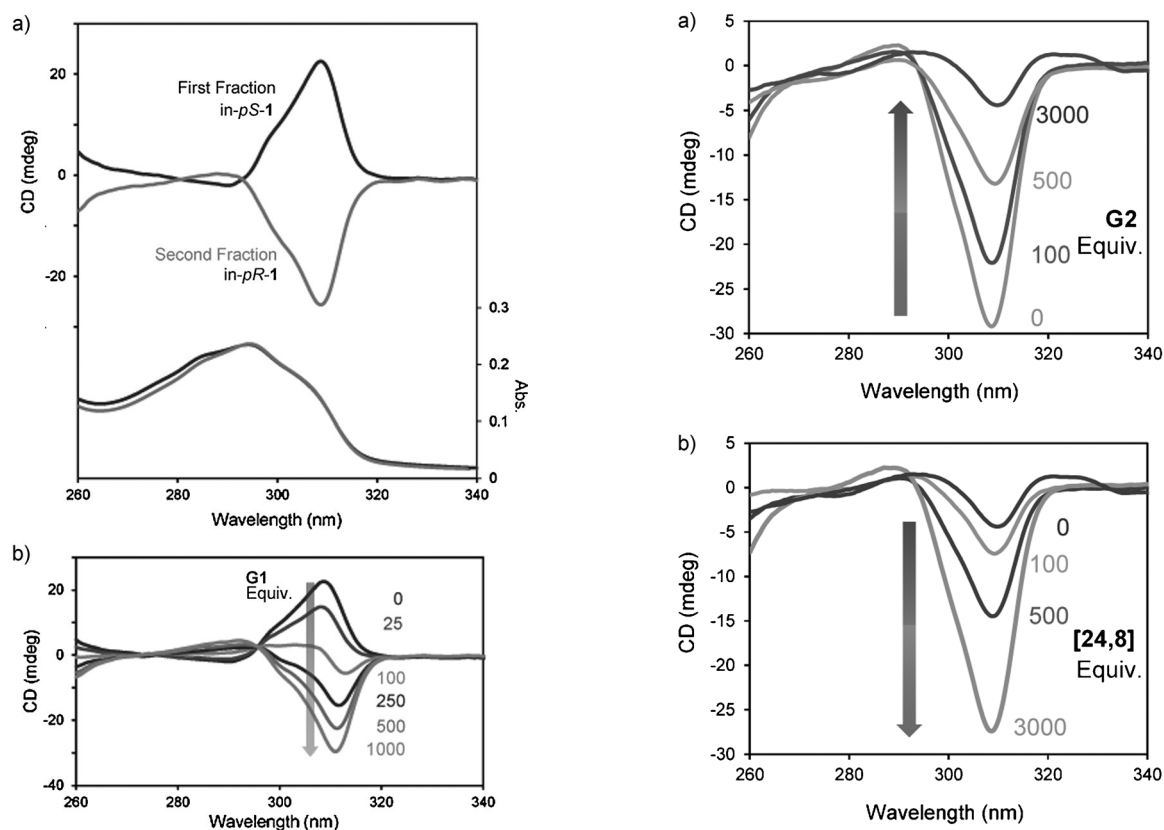 a)
CD (mdeg)
20
0
-20
First Fraction
in-pS-1
Second Fraction
in-pR-1
0.3
0.2
0.1
0
Abs.
260 280 300 320 340
Wavelength (nm)
b)
CD (mdeg)
20
0
-20
-40
G1
Equiv.
0
25
100
250
500
1000
260 280 300 320 340
Wavelength (nm)
a)
CD (mdeg)
5
0
-5
-10
-15
-20
-25
-30
3000
500
G2
100 Equiv.
0
260 280 300 320 340
Wavelength (nm)
b)
CD (mdeg)
5
0
-5
-10
-15
-20
-25
-30
0
100
500
[24,8]
Equiv.
3000
260 280 300 320 340
Wavelength (nm)